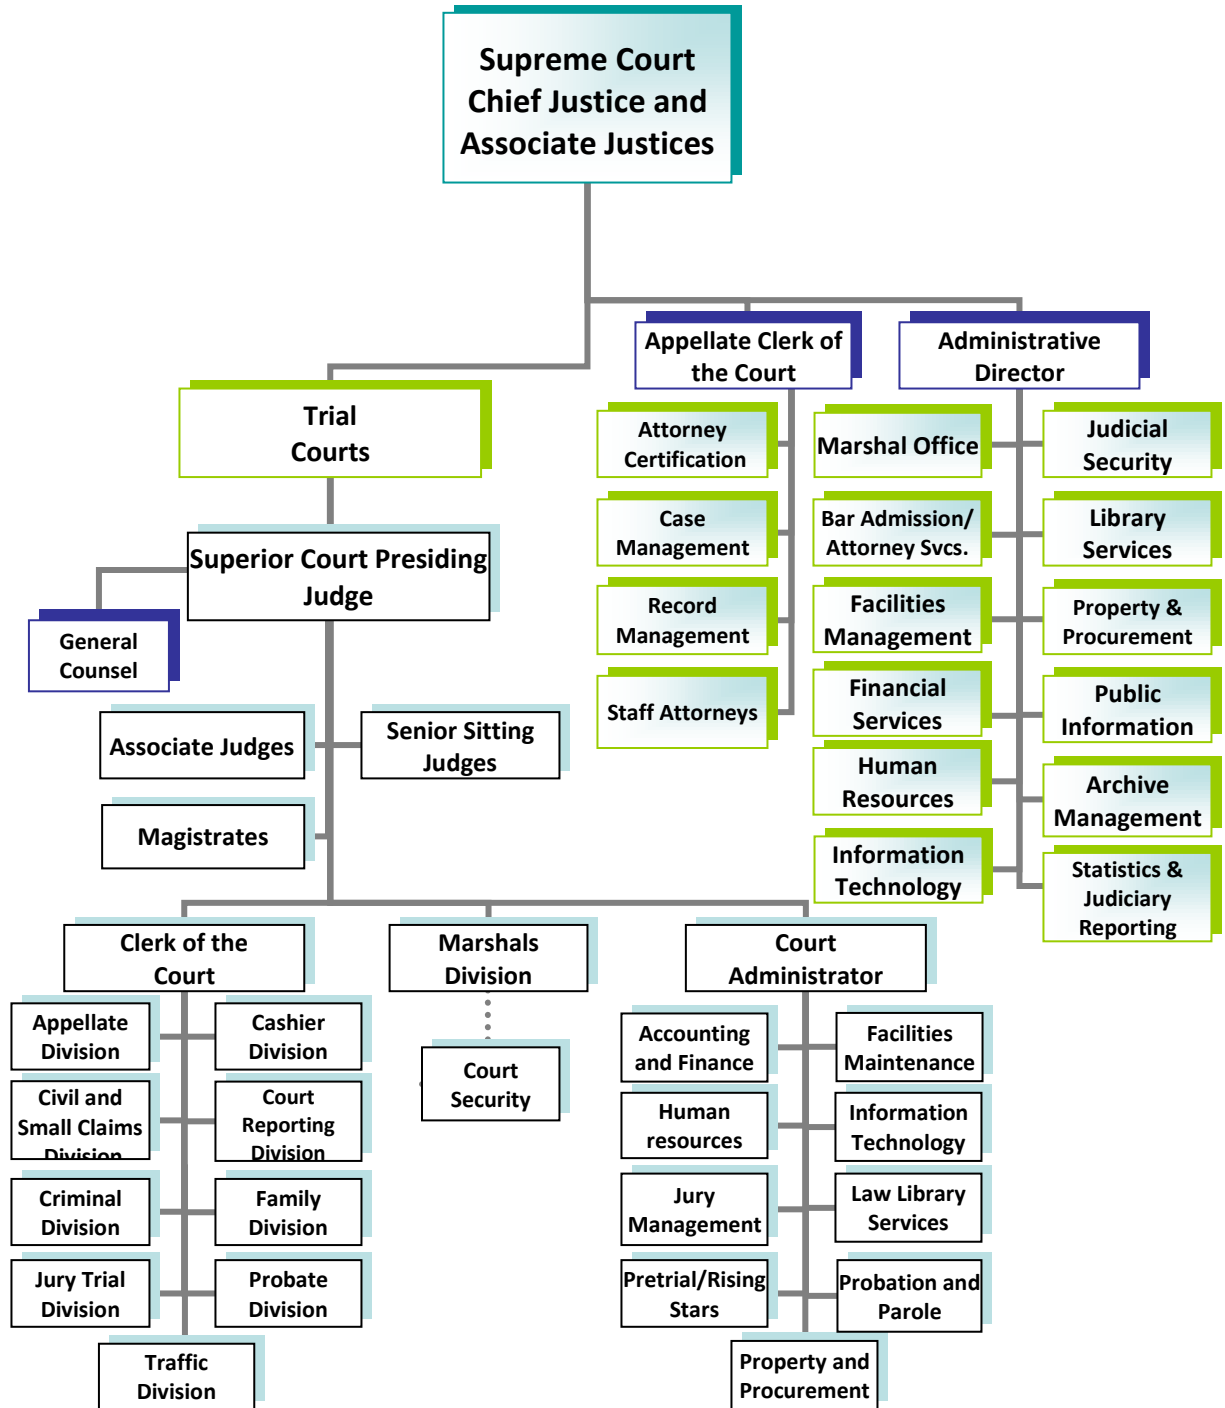 Supreme Court
Chief Justice and
Associate Justices
Appellate Clerk of
the Court
Administrative
Director
Trial
Courts
Attorney
Certification
Marshal Office
Judicial
Security
Case
Management
Bar Admission/
Attorney Svcs.
Library
Services
Superior Court Presiding
Judge
General
Counsel
Record
Management
Facilities
Management
Property &
Procurement
Staff Attorneys
Financial
Services
Public
Information
Associate Judges
Senior Sitting
Judges
Human
Resources
Archive
Management
Magistrates
Information
Technology
Statistics &
Judiciary
Reporting
Clerk of the
Court
Marshals
Division
Court
Administrator
Appellate
Division
Cashier
Division
Court
Security
Accounting
and Finance
Facilities
Maintenance
Civil and
Small Claims
Division
Court
Reporting
Division
Human
resources
Information
Technology
Criminal
Division
Family
Division
Jury
Management
Law Library
Services
Jury Trial
Division
Probate
Division
Pretrial/Rising
Stars
Probation and
Parole
Traffic
Division
Property and
Procurement